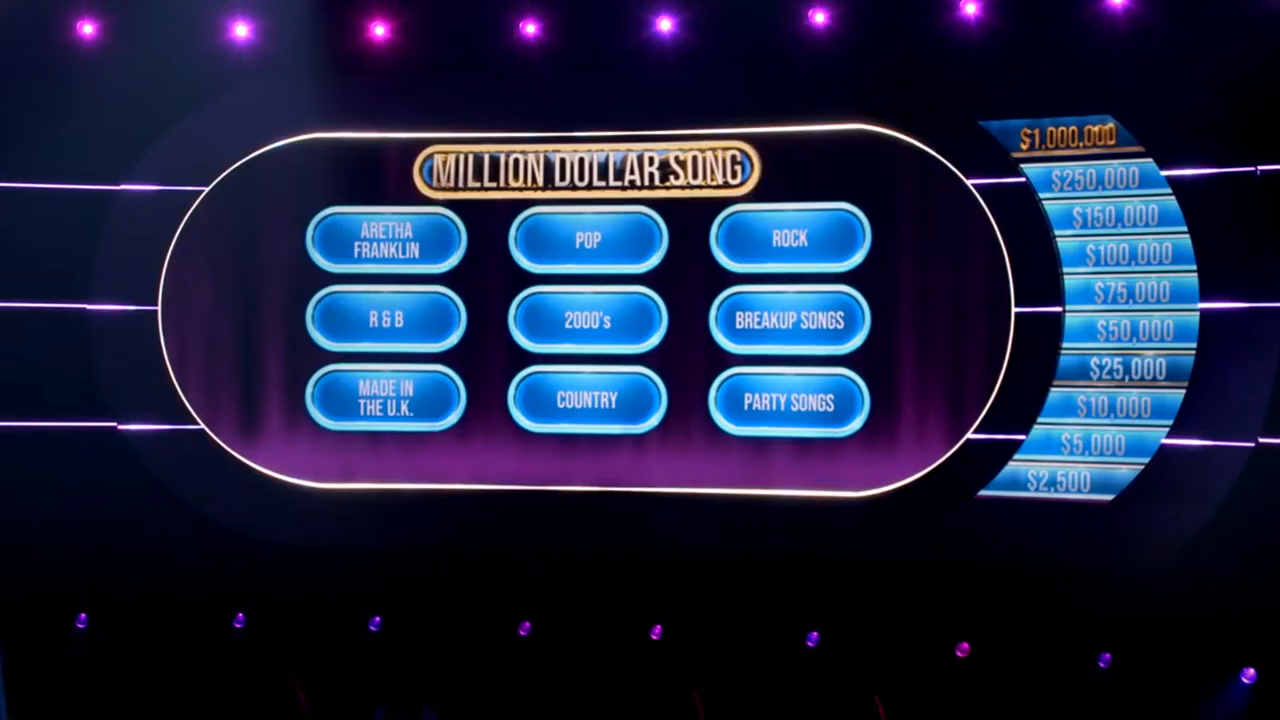 MILLION DOLLAR SONG
ARETHA
FRANKLIN
POP
ROCK
R & B
2000's
BREAKUP SONGS
MADE IN
THE U.K.
COUNTRY
PARTY SONGS
$1,000,000
$250,000
$150,000
$100,000
$75,000
$50,000
$25,000
$10,000
$5,000
$2,500